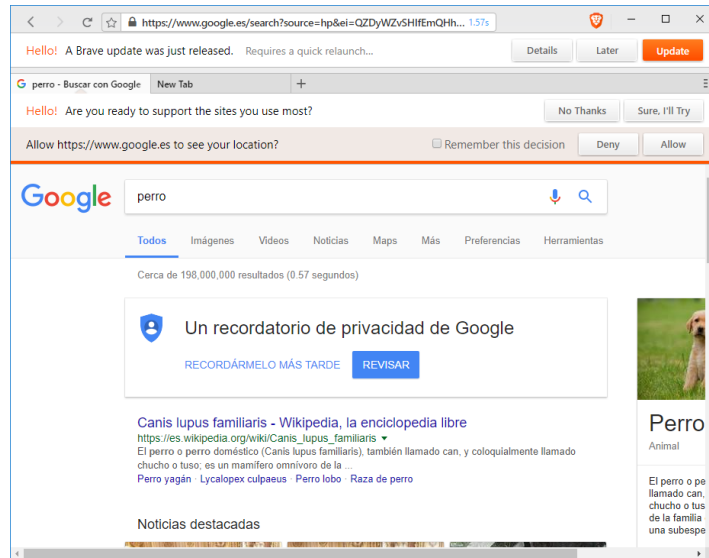 https://www.google.es/search?source=hp&ei=QZDyWZvSHIfEmQHh... 1.57s
Hello! A Brave update was just released. Requires a quick relaunch... Details Later Update
perro - Buscar con Google New Tab +
Hello! Are you ready to support the sites you use most? No Thanks Sure, I'll Try
Allow https://www.google.es to see your location? Remember this decision Deny Allow
Google perro
Todos Imágenes Vídeos Noticias Maps Más Preferencias Herramientas
Cerca de 198,000,000 resultados (0.57 segundos)
Un recordatorio de privacidad de Google
RECORDÁRMELO MÁS TARDE REVISAR
Canis lupus familiaris - Wikipedia, la enciclopedia libre
https://es.wikipedia.org/wiki/Canis_lupus_familiaris
El perro o perro doméstico (Canis lupus familiaris), también llamado can, y coloquialmente llamado
chucho o tuso; es un mamífero omnívoro de la ...
Perro yagán · Lycalopex culpaeus · Perro lobo · Raza de perro
Noticias destacadas
Perro
Animal
El perro o pe
llamado can,
chucho o tus
de la familia
una subespe